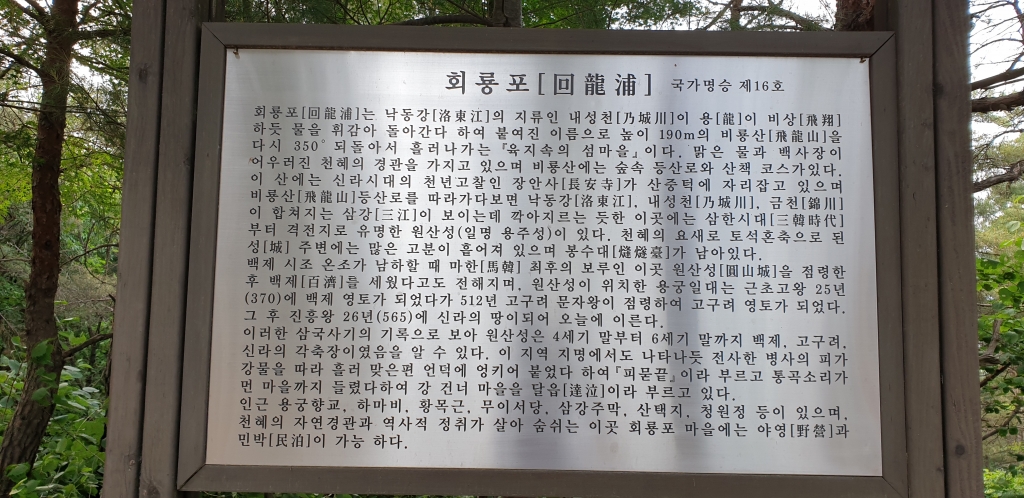 회룡포[回龍浦] 국가명승 제16호
회룡포[回龍浦]는 낙동강[洛東江]의 지류인 내성천[乃城川]이 용[龍]이 비상[飛翔]
하듯 물을 휘감아 돌아간다 하여 붙여진 이름으로 높이 190m의 비룡산[飛龍山]을
다시 350° 되돌아서 흘러나가는 『육지속의 섬마을』이다. 맑은 물과 백사장이
어우러진 천혜의 경관을 가지고 있으며 비룡산에는 숲속 등산로와 산책 코스가있다.
이 산에는 신라시대의 천년고찰인 장안사[長安寺]가 산중턱에 자리잡고 있으며
비룡산[飛龍山]등산로를 따라가다보면 낙동강[洛東江], 내성천[乃城川], 금천[錦川]
이 합쳐지는 삼강[三江]이 보이는데 깍아지르는 듯한 이곳에는 삼한시대[三韓時代]
부터 격전지로 유명한 원산성(일명 용주성)이 있다. 천혜의 요새로 토석혼축으로 된
성[城] 주변에는 많은 고분이 흩어져 있으며 봉수대[燧燧臺]가 남아있다.
백제 시조 온조가 남하할 때 마한[馬韓] 최후의 보루인 이곳 원산성[圓山城]을 점령한
후 백제[百濟]를 세웠다고도 전해지며, 원산성이 위치한 용궁일대는 근초고왕 25년
(370)에 백제 영토가 되었다가 512년 고구려 문자왕이 점령하여 고구려 영토가 되었다.
그 후 진흥왕 26년(565)에 신라의 땅이되어 오늘에 이른다.
이러한 삼국사기의 기록으로 보아 원산성은 4세기 말부터 6세기 말까지 백제, 고구려,
신라의 각축장이였음을 알 수 있다. 이 지역 지명에서도 나타나듯 전사한 병사의 피가
강물을 따라 흘러 맞은편 언덕에 엉키어 붙었다 하여『피묻끝』이라 부르고 통곡소리가
먼 마을까지 들렸다하여 강 건너 마을을 달읍[達泣]이라 부르고 있다.
인근 용궁향교, 하마비, 황목근, 무이서당, 삼강주막, 산택지, 청원정 등이 있으며,
천혜의 자연경관과 역사적 정취가 살아 숨쉬는 이곳 회룡포 마을에는 야영[野營]과
민박[民泊]이 가능 하다.